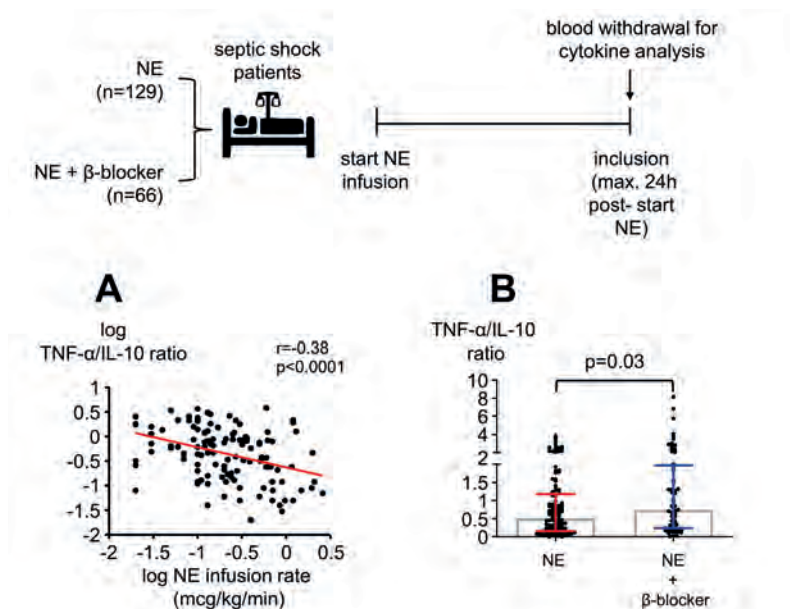 NE
(n=129)
NE + β-blocker
(n=66)
septic shock
patients
blood withdrawal for
cytokine analysis
start NE
infusion
inclusion
(max. 24h
post- start
NE)
A
log
TNF-α/IL-10 ratio
r=-0.38
p<0.0001
1
0.5
0
-0.5
-1
-1.5
-2
-2
-1.5
-1.0
-0.5
0.0
0.5
log NE infusion rate
(mcg/kg/min)
B
TNF-α/IL-10
ratio
p=0.03
10
8
6
4
2
2
1.5
1
0.5
0
NE
NE
+
β-blocker